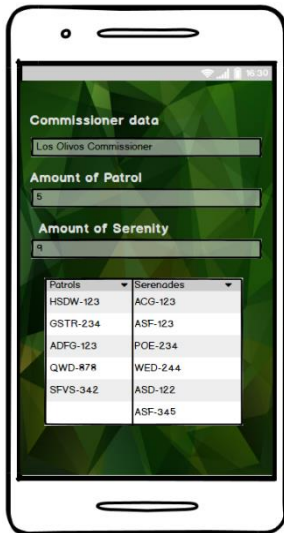 16:30
Commissioner data
Los Olivos Commissioner
Amount of Patrol
5
Amount of Serenity
9
Patrols Serenades
HSDW-123 ACG-123
GSTR-234 ASF-123
ADFG-123 POE-234
QWD-878 WED-244
SFVS-342 ASD-122
ASF-345